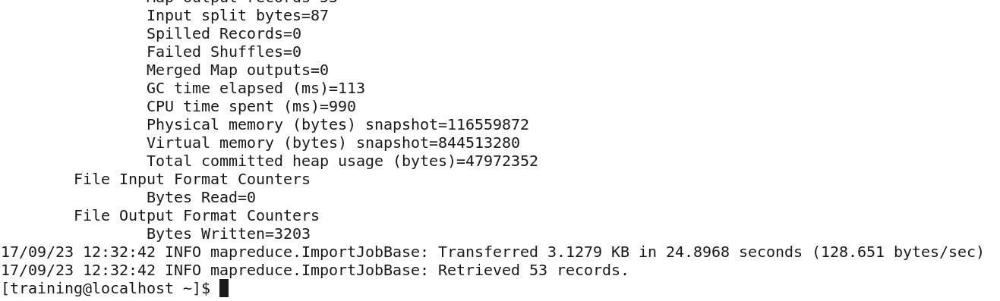 Map output records=53
Input split bytes=87
Spilled Records=0
Failed Shuffles=0
Merged Map outputs=0
GC time elapsed (ms)=113
CPU time spent (ms)=990
Physical memory (bytes) snapshot=116559872
Virtual memory (bytes) snapshot=844513280
Total committed heap usage (bytes)=47972352
File Input Format Counters
Bytes Read=0
File Output Format Counters
Bytes Written=3203
17/09/23 12:32:42 INFO mapreduce.ImportJobBase: Transferred 3.1279 KB in 24.8968 seconds (128.651 bytes/sec)
17/09/23 12:32:42 INFO mapreduce.ImportJobBase: Retrieved 53 records.
[training@localhost ~]$